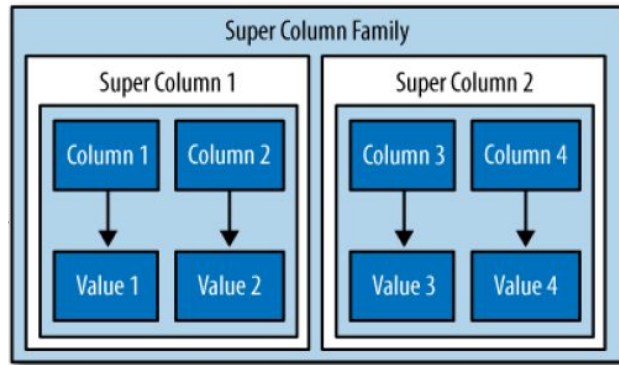 Super Column Family
Super Column 1
Super Column 2
Column 1
Column 2
Column 3
Column 4
Value 1
Value 2
Value 3
Value 4